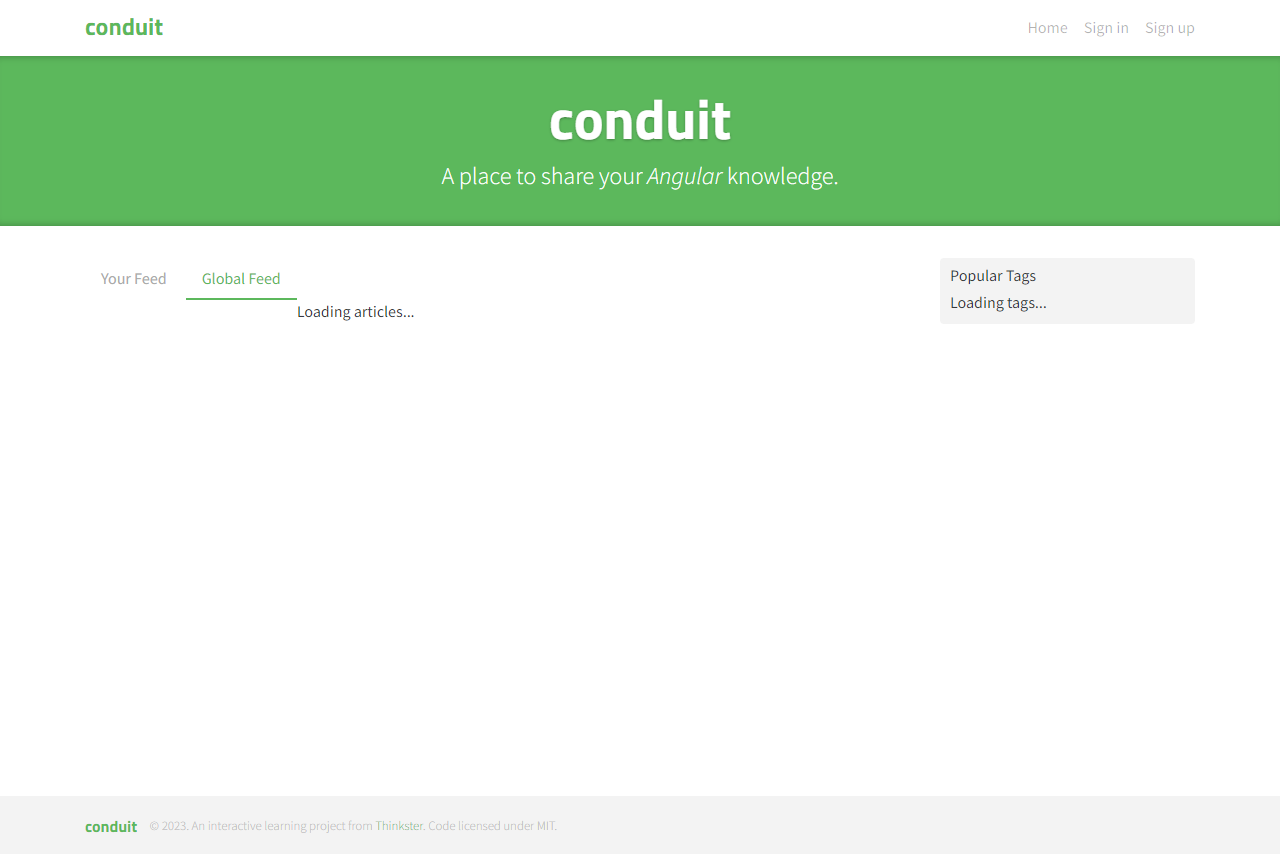 conduit
Home Sign in Sign up
conduit
A place to share your Angular knowledge.
Your Feed Global Feed
Loading articles...
Popular Tags
Loading tags...
conduit © 2023. An interactive learning project from Thinkster. Code licensed under MIT.